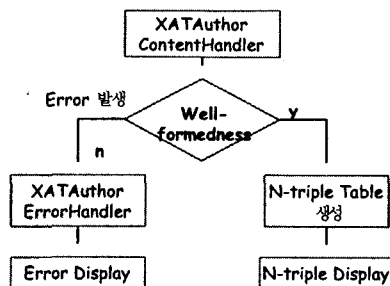 XATAuthor
ContentHandler
Error 발생
Well-
formedness
y
n
XATAuthor
ErrorHandler
N-triple Table
생성
Error Display
N-triple Display